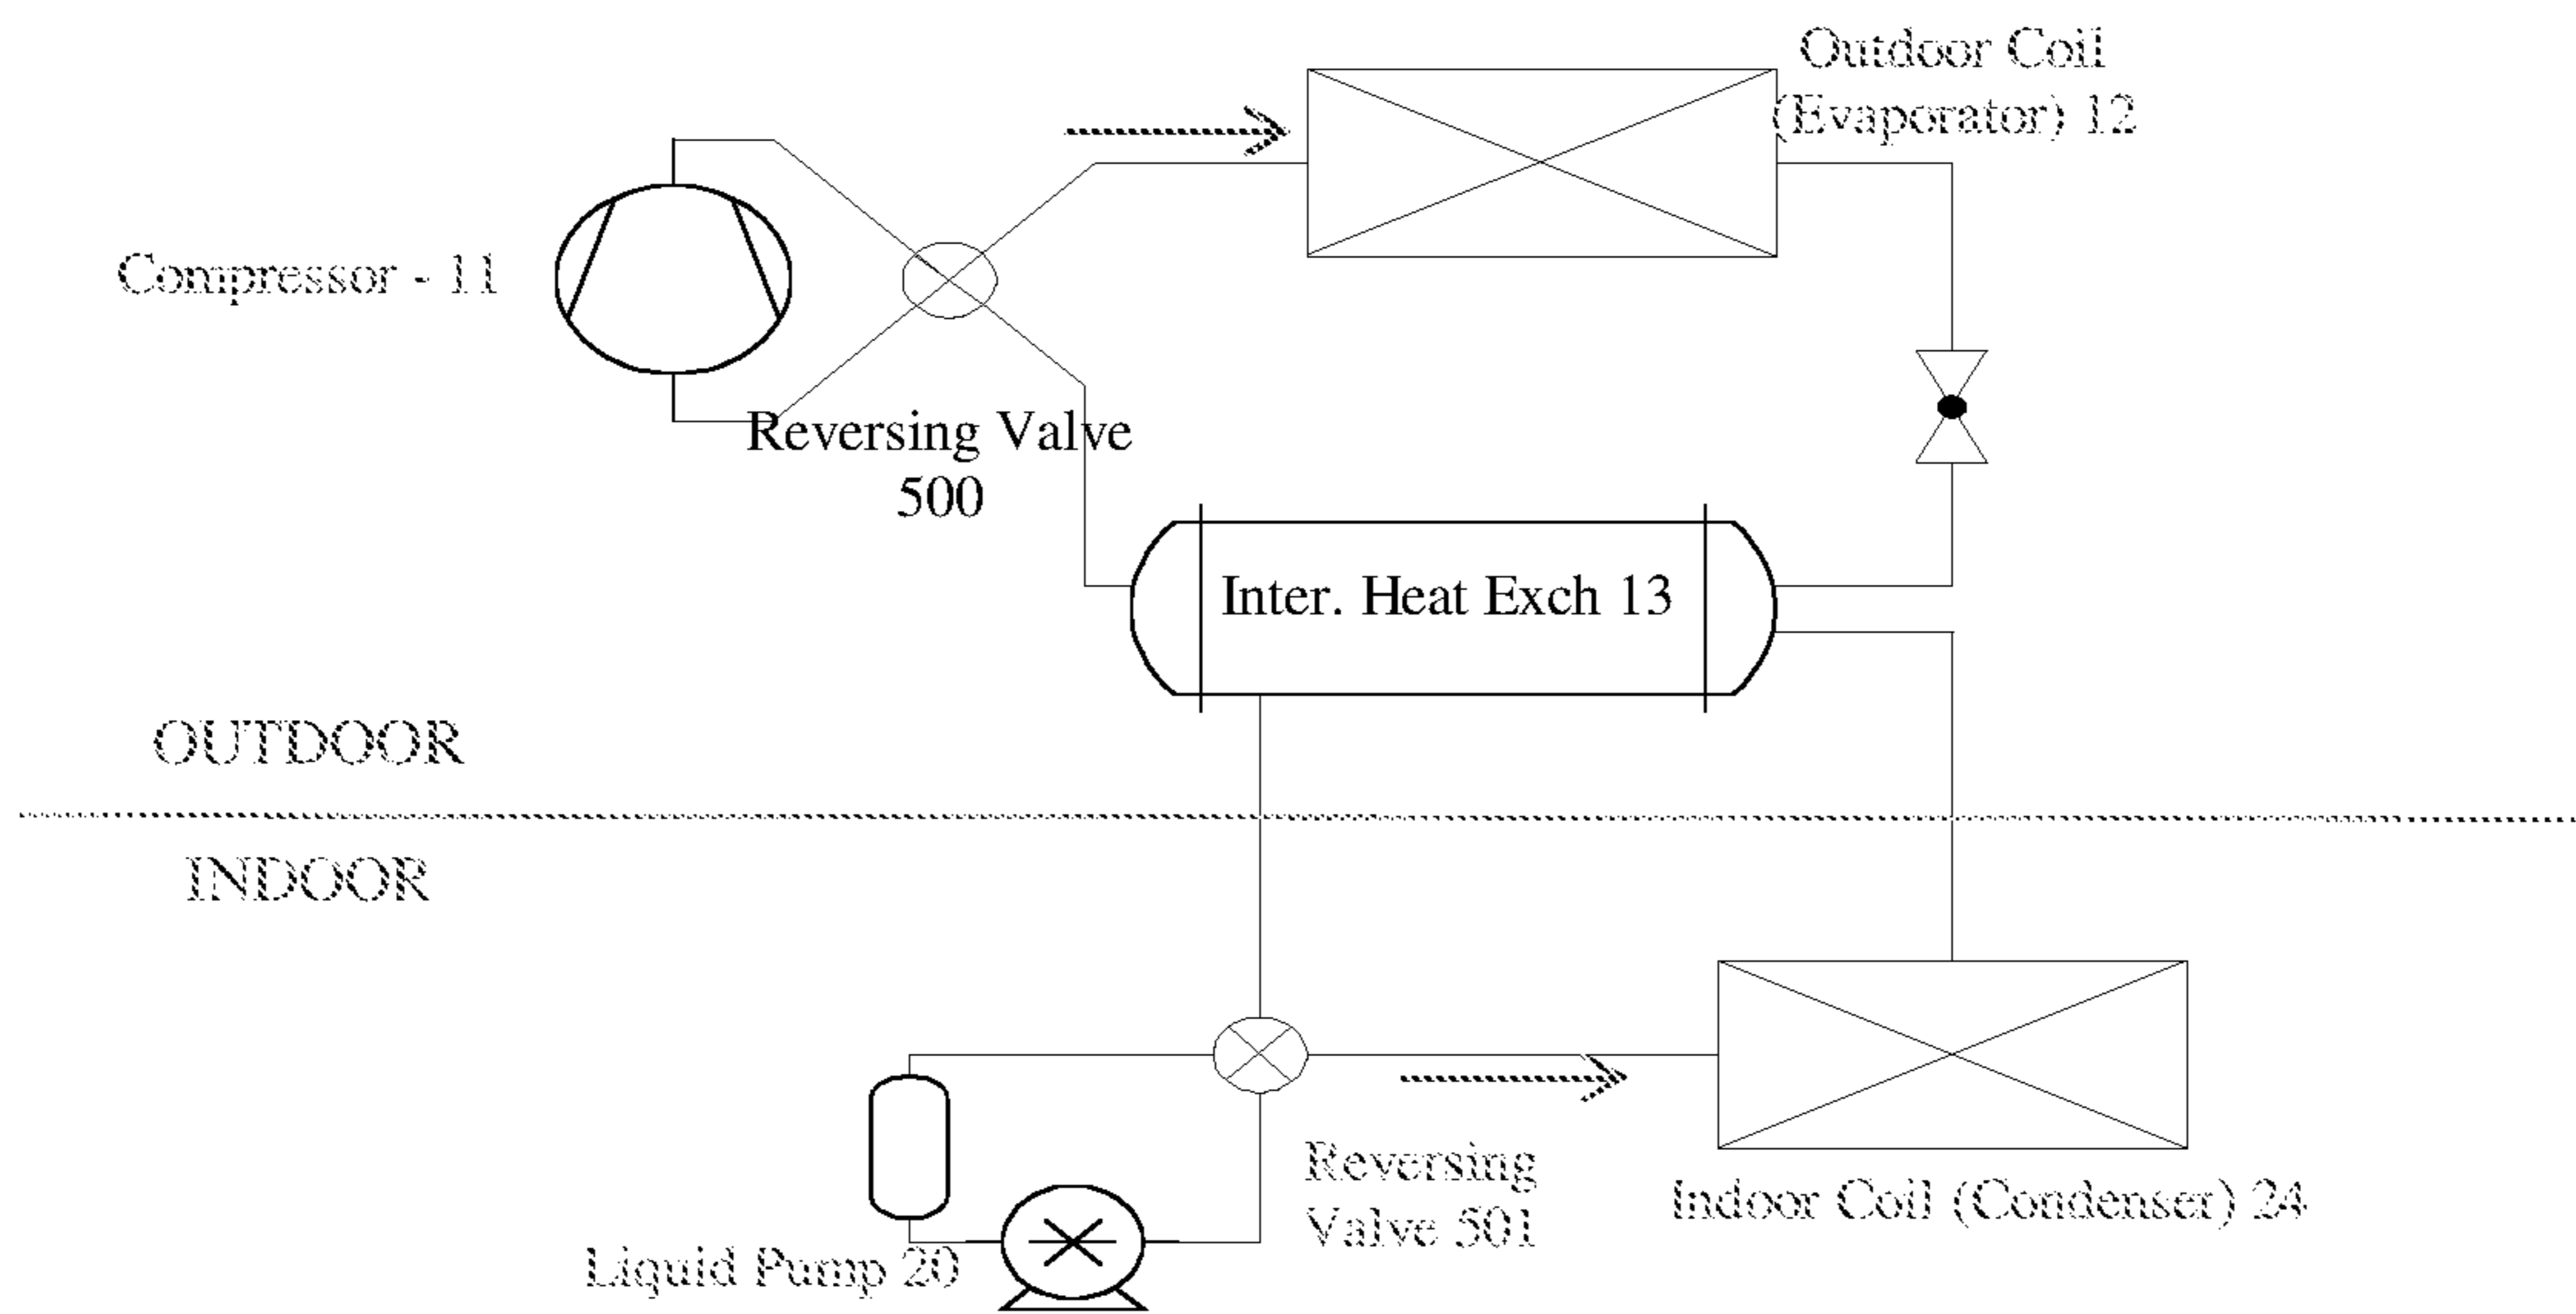 Outdoor Coil
(Evaporator) 12
Compressor - 11
Reversing Valve
500
Inter. Heat Exch 13
OUTDOOR
INDOOR
Reversing
Valve 501
Indoor Coil (Condenser) 24
Liquid Pump 20